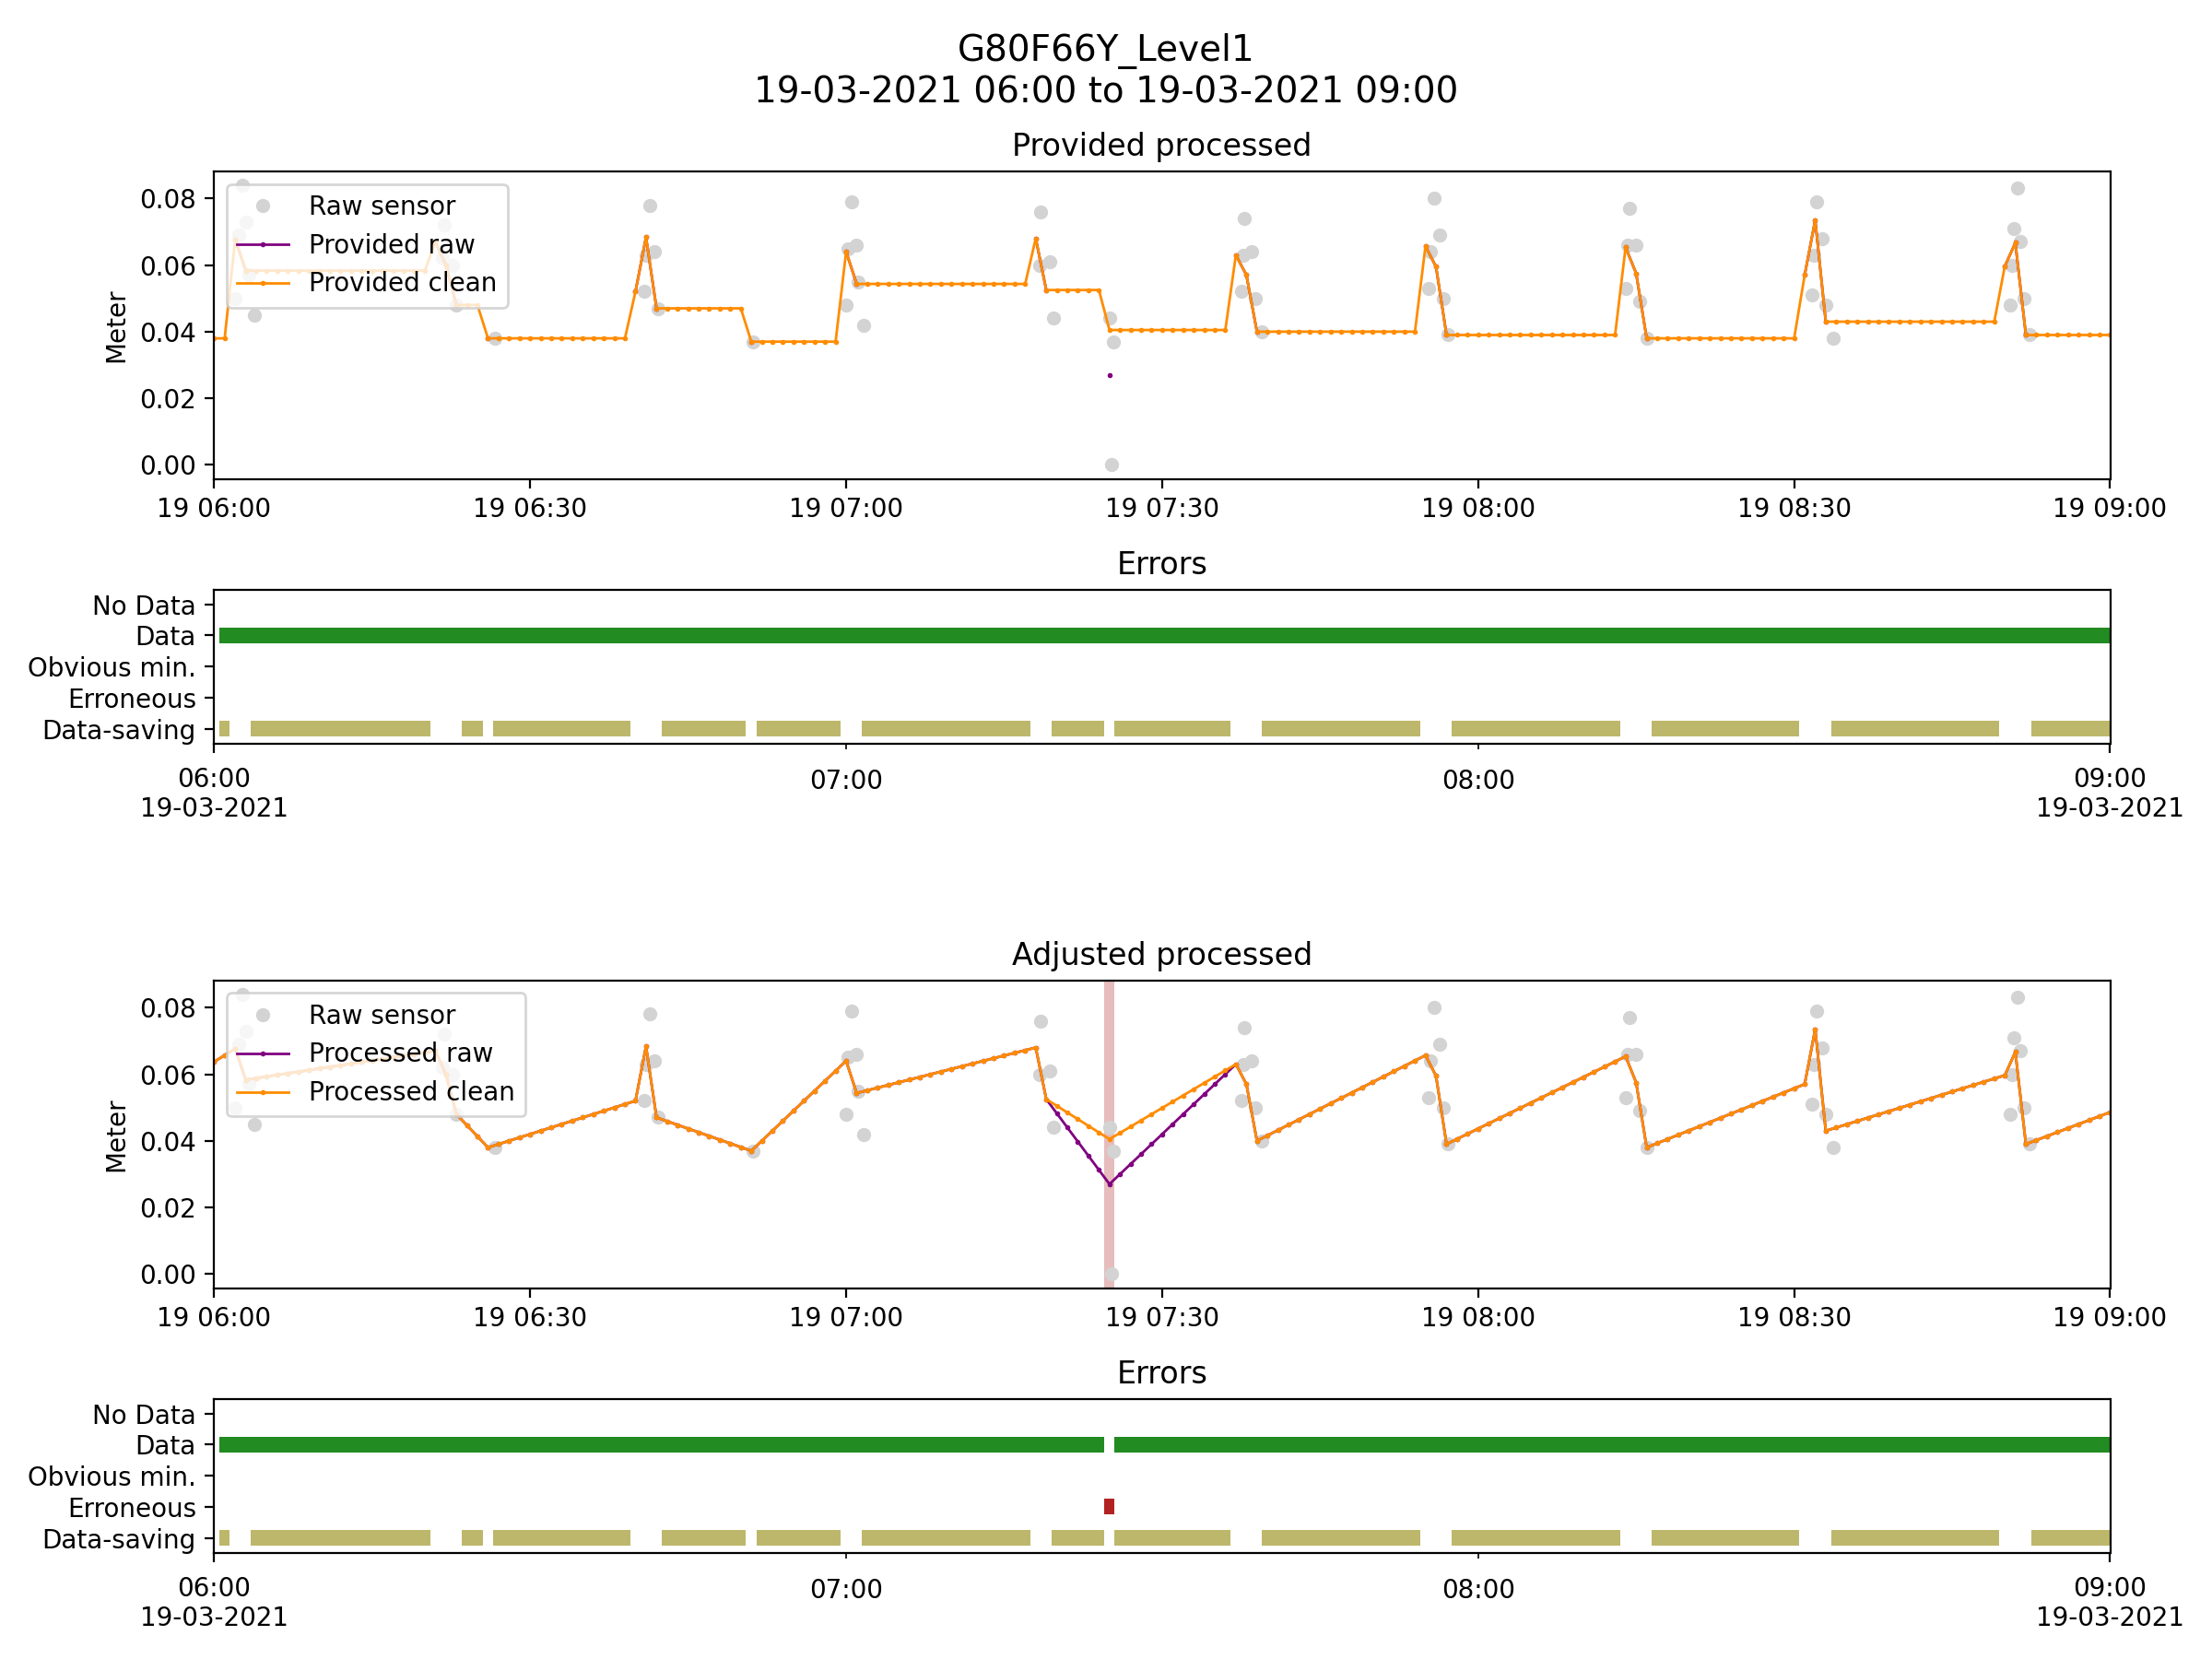 G80F66Y_Level1
19-03-2021 06:00 to 19-03-2021 09:00
Provided processed
Raw sensor
Provided raw
Provided clean
Meter
0.08
0.06
0.04
0.02
0.00
19 06:00 19 06:30 19 07:00 19 07:30 19 08:00 19 08:30 19 09:00
Errors
No Data
Data
Obvious min.
Erroneous
Data-saving
06:00 07:00 08:00 09:00
19-03-2021 19-03-2021
Adjusted processed
Raw sensor
Processed raw
Processed clean
Meter
0.08
0.06
0.04
0.02
0.00
19 06:00 19 06:30 19 07:00 19 07:30 19 08:00 19 08:30 19 09:00
Errors
No Data
Data
Obvious min.
Erroneous
Data-saving
06:00 07:00 08:00 09:00
19-03-2021 19-03-2021